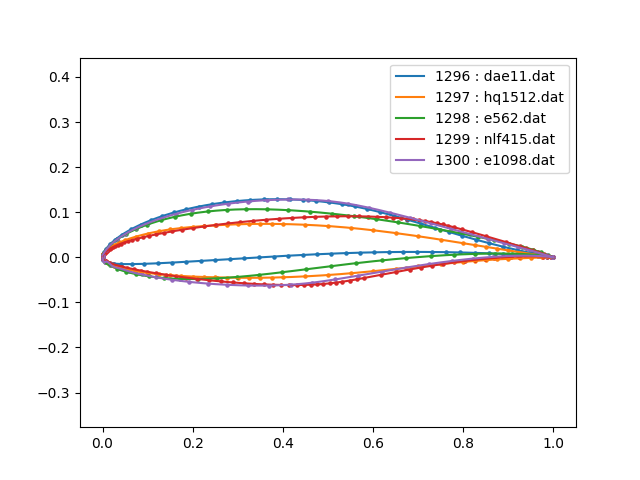 0.4
0.3
0.2
0.1
0.0
−0.1
−0.2
−0.3
0.0 0.2 0.4 0.6 0.8 1.0
1296 : dae11.dat
1297 : hq1512.dat
1298 : e562.dat
1299 : nlf415.dat
1300 : e1098.dat